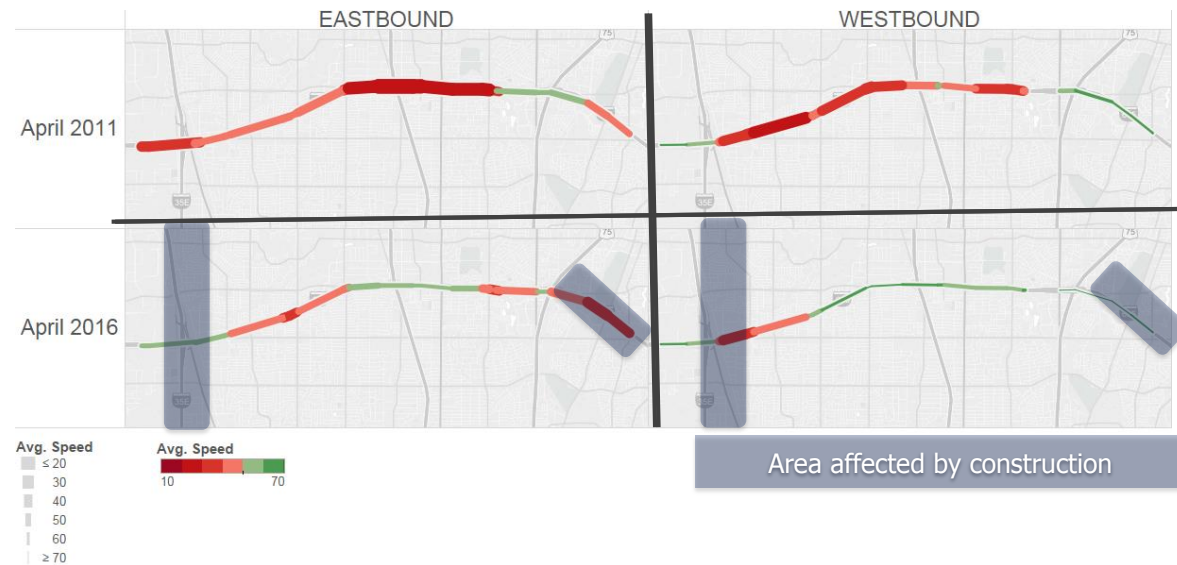 EASTBOUND
WESTBOUND
75
75
April 2011
35E
35E
75
75
April 2016
35E
35E
Avg. Speed
≤ 20
30
40
50
60
≥ 70
Avg. Speed
10
70
Area affected by construction